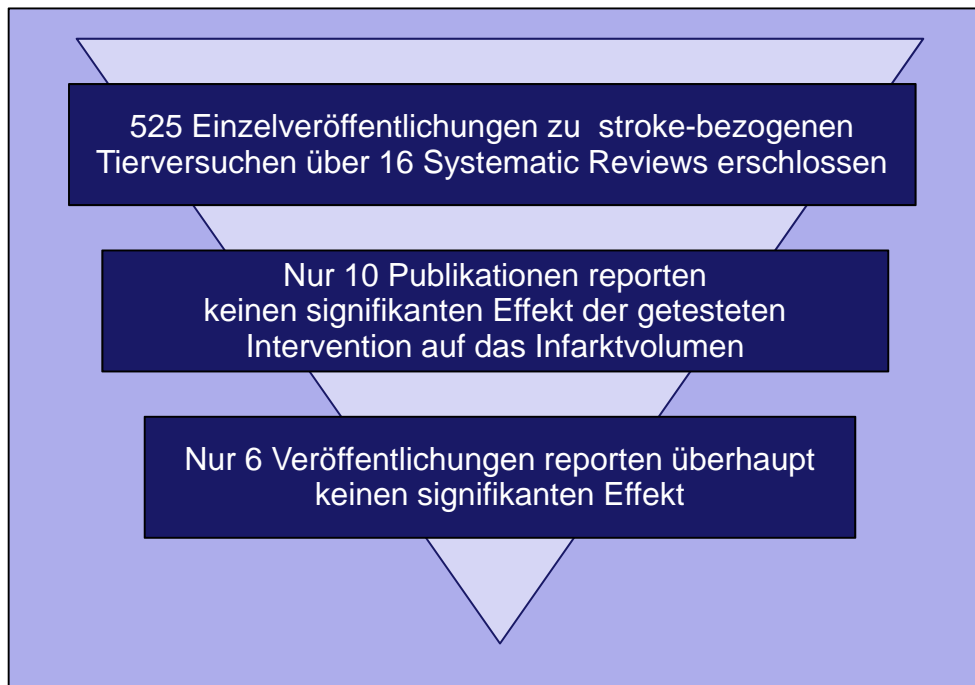 525 Einzelveröffentlichungen zu  stroke-bezogenen
Tierversuchen über 16 Systematic Reviews erschlossen
Nur 10 Publikationen reporten
keinen signifikanten Effekt der getesteten
Intervention auf das Infarktvolumen
Nur 6 Veröffentlichungen reporten überhaupt
keinen signifikanten Effekt